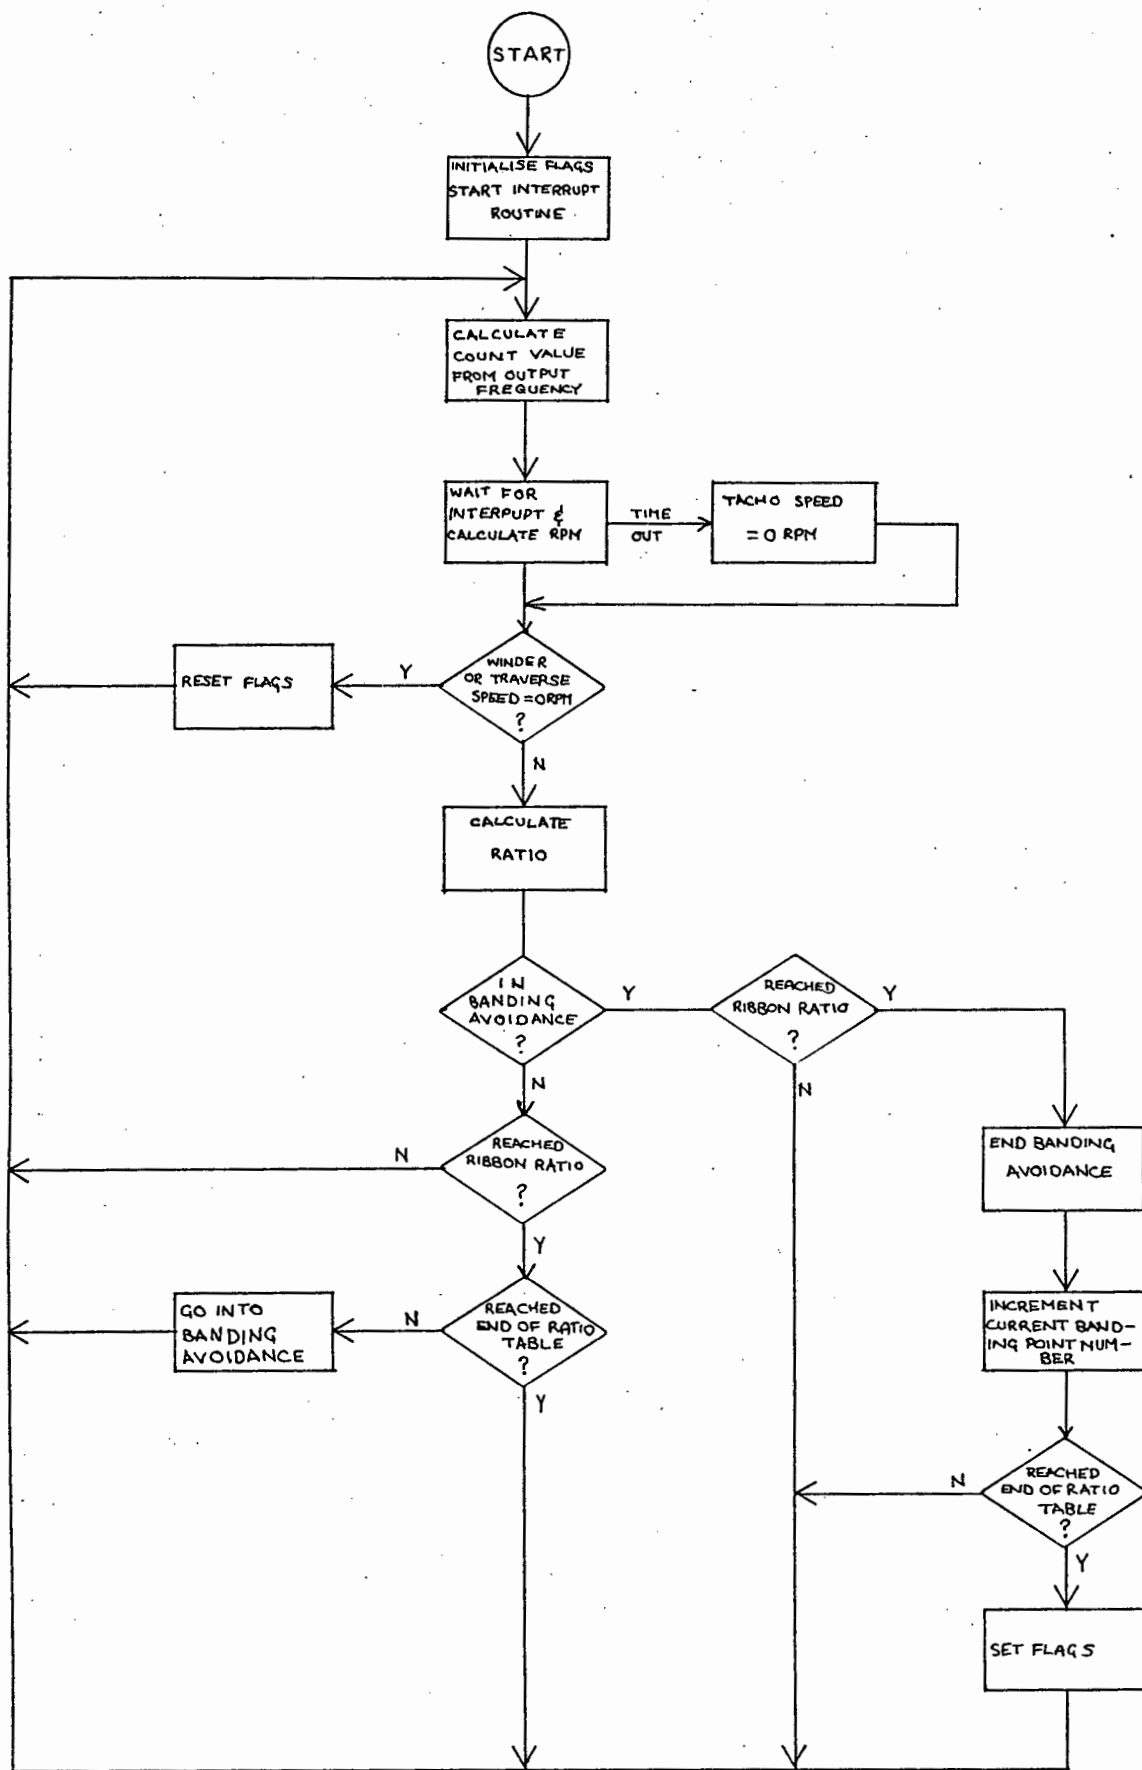 START
INITIALISE FLAGS
START INTERRUPT
ROUTINE
CALCULATE
COUNT VALUE
FROM OUTPUT
FREQUENCY
WAIT FOR
INTERPUPT &
CALCULATE RPM
TIME
OUT
TACHO SPEED
= 0 RPM
WINDER
OR TRAVERSE
SPEED = 0RPM
?
Y
RESET FLAGS
N
CALCULATE
RATIO
IN
BANDING
AVOIDANCE
?
Y
REACHED
RIBBON RATIO
?
Y
N
N
REACHED
RIBBON RATIO
?
N
END BANDING
AVOIDANCE
Y
REACHED
END OF RATIO
TABLE
?
N
GO INTO
BANDING
AVOIDANCE
Y
INCREMENT
CURRENT BAND-
ING POINT NUM-
BER
REACHED
END OF RATIO
TABLE
?
N
Y
SET FLAGS